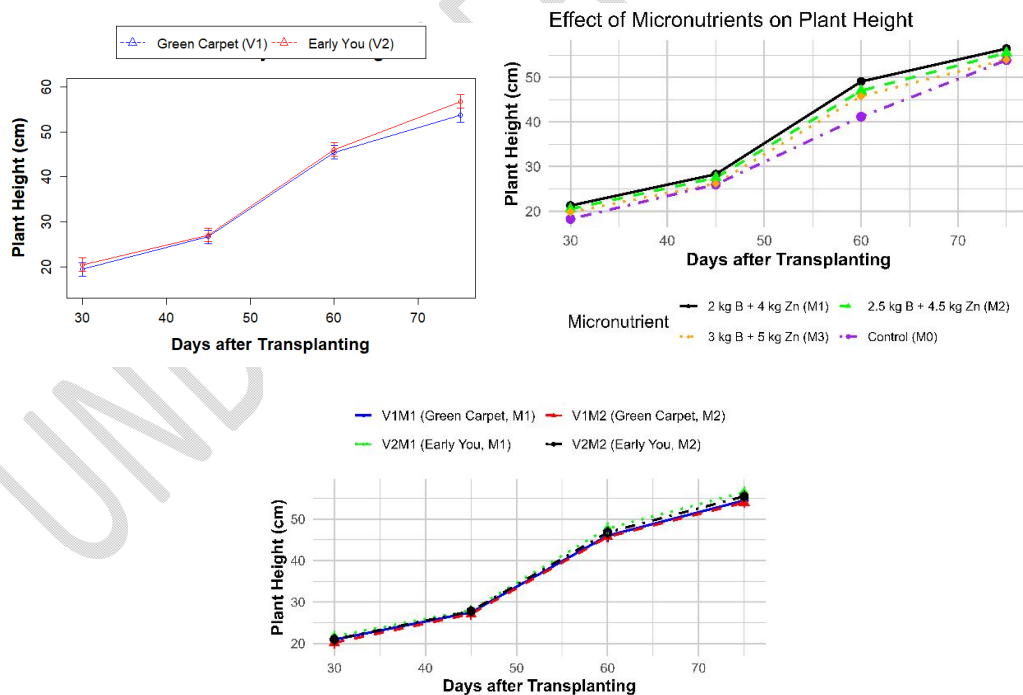 Green Carpet (V1) Early You (V2)
Plant Height (cm)
60
50
40
30
20
30 40 50 60 70
Days after Transplanting
Effect of Micronutrients on Plant Height
Plant Height (cm)
50
40
30
20
30 40 50 60 70
Days after Transplanting
Micronutrient
2 kg B + 4 kg Zn (M1) 2.5 kg B + 4.5 kg Zn (M2)
3 kg B + 5 kg Zn (M3) Control (M0)
V1M1 (Green Carpet, M1) V1M2 (Green Carpet, M2)
V2M1 (Early You, M1) V2M2 (Early You, M2)
Plant Height (cm)
50
40
30
20
30 40 50 60 70
Days after Transplanting
UND